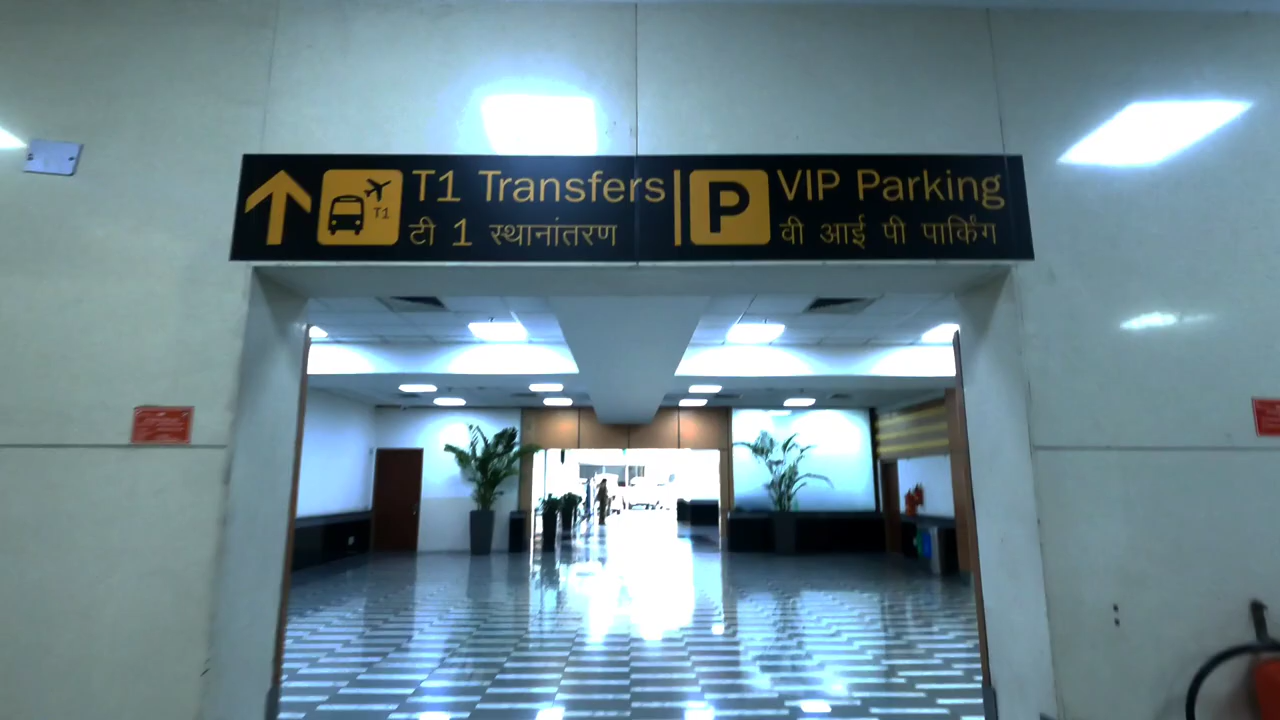 T1 Transfers
टी 1 स्थानांतरण
T1
P
VIP Parking
वी आई पी पार्किंग